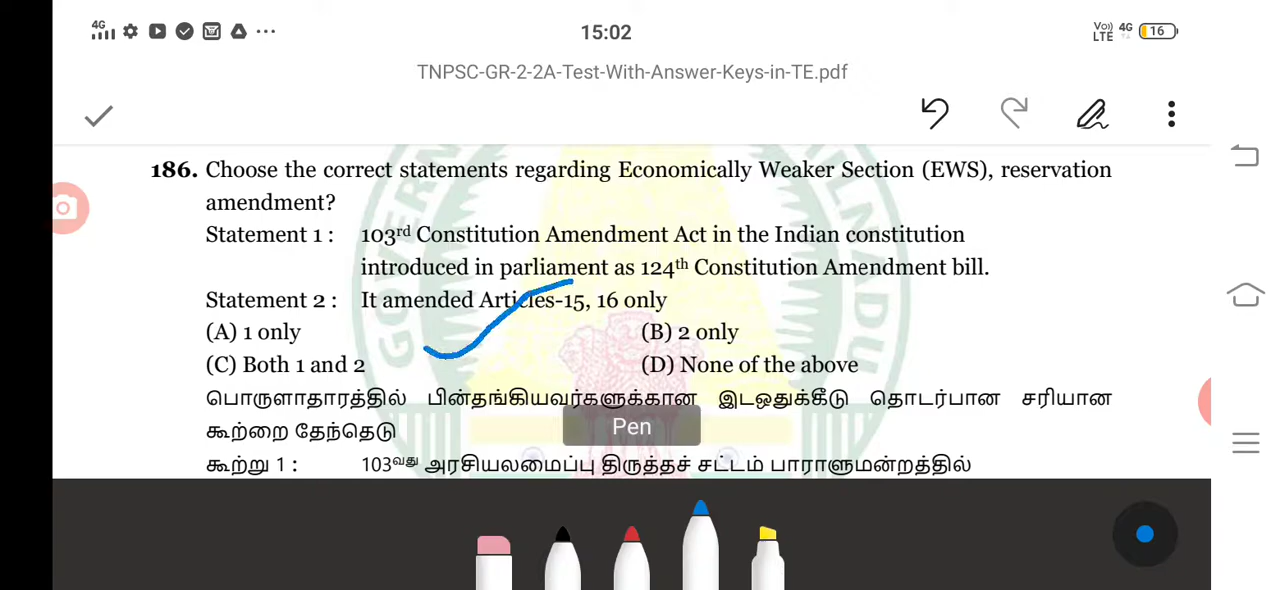 4G
15:02
Vo))
LTE
4G
16
TNPSC-GR-2-2A-Test-With-Answer-Keys-in-TE.pdf
186. Choose the correct statements regarding Economically Weaker Section (EWS), reservation
amendment?
Statement 1 : 103rd Constitution Amendment Act in the Indian constitution
introduced in parliament as 124th Constitution Amendment bill.
Statement 2 : It amended Articles-15, 16 only
(A) 1 only (B) 2 only
(C) Both 1 and 2 (D) None of the above
பொருளாதாரத்தில் பின்தங்கியவர்களுக்கான இடஒதுக்கீடு தொடர்பான சரியான
கூற்றை தேந்தெடு
Pen
கூற்று 1 : 103வது அரசியலமைப்பு திருத்தச் சட்டம் பாராளுமன்றத்தில்